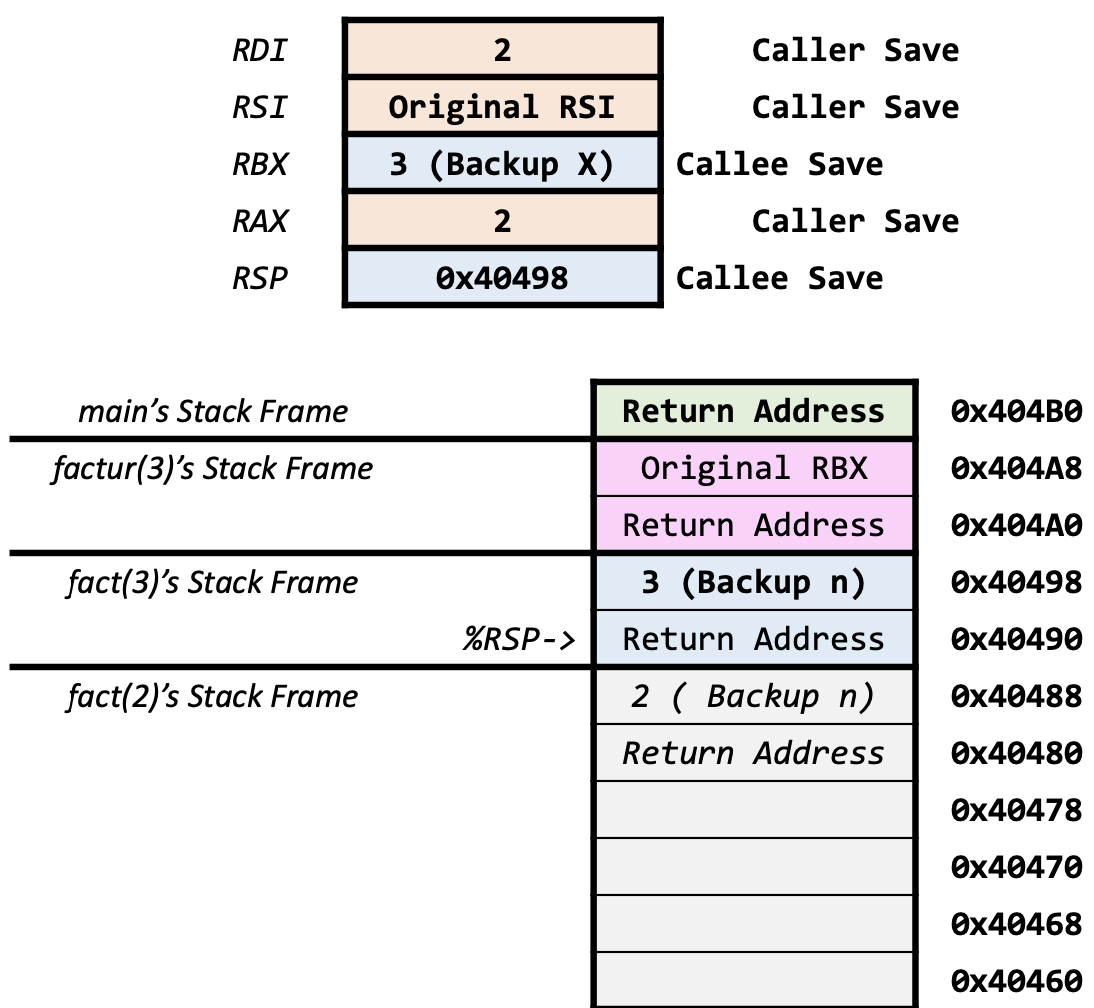 RDI 2 Caller Save
RSI Original RSI Caller Save
RBX 3 (Backup X) Callee Save
RAX 2 Caller Save
RSP 0x40498 Callee Save
main’s Stack Frame Return Address 0x404B0
factur(3)’s Stack Frame Original RBX 0x404A8
Return Address 0x404A0
fact(3)’s Stack Frame 3 (Backup n) 0x40498
%RSP-> Return Address 0x40490
fact(2)’s Stack Frame 2 ( Backup n) 0x40488
Return Address 0x40480
0x40478
0x40470
0x40468
0x40460